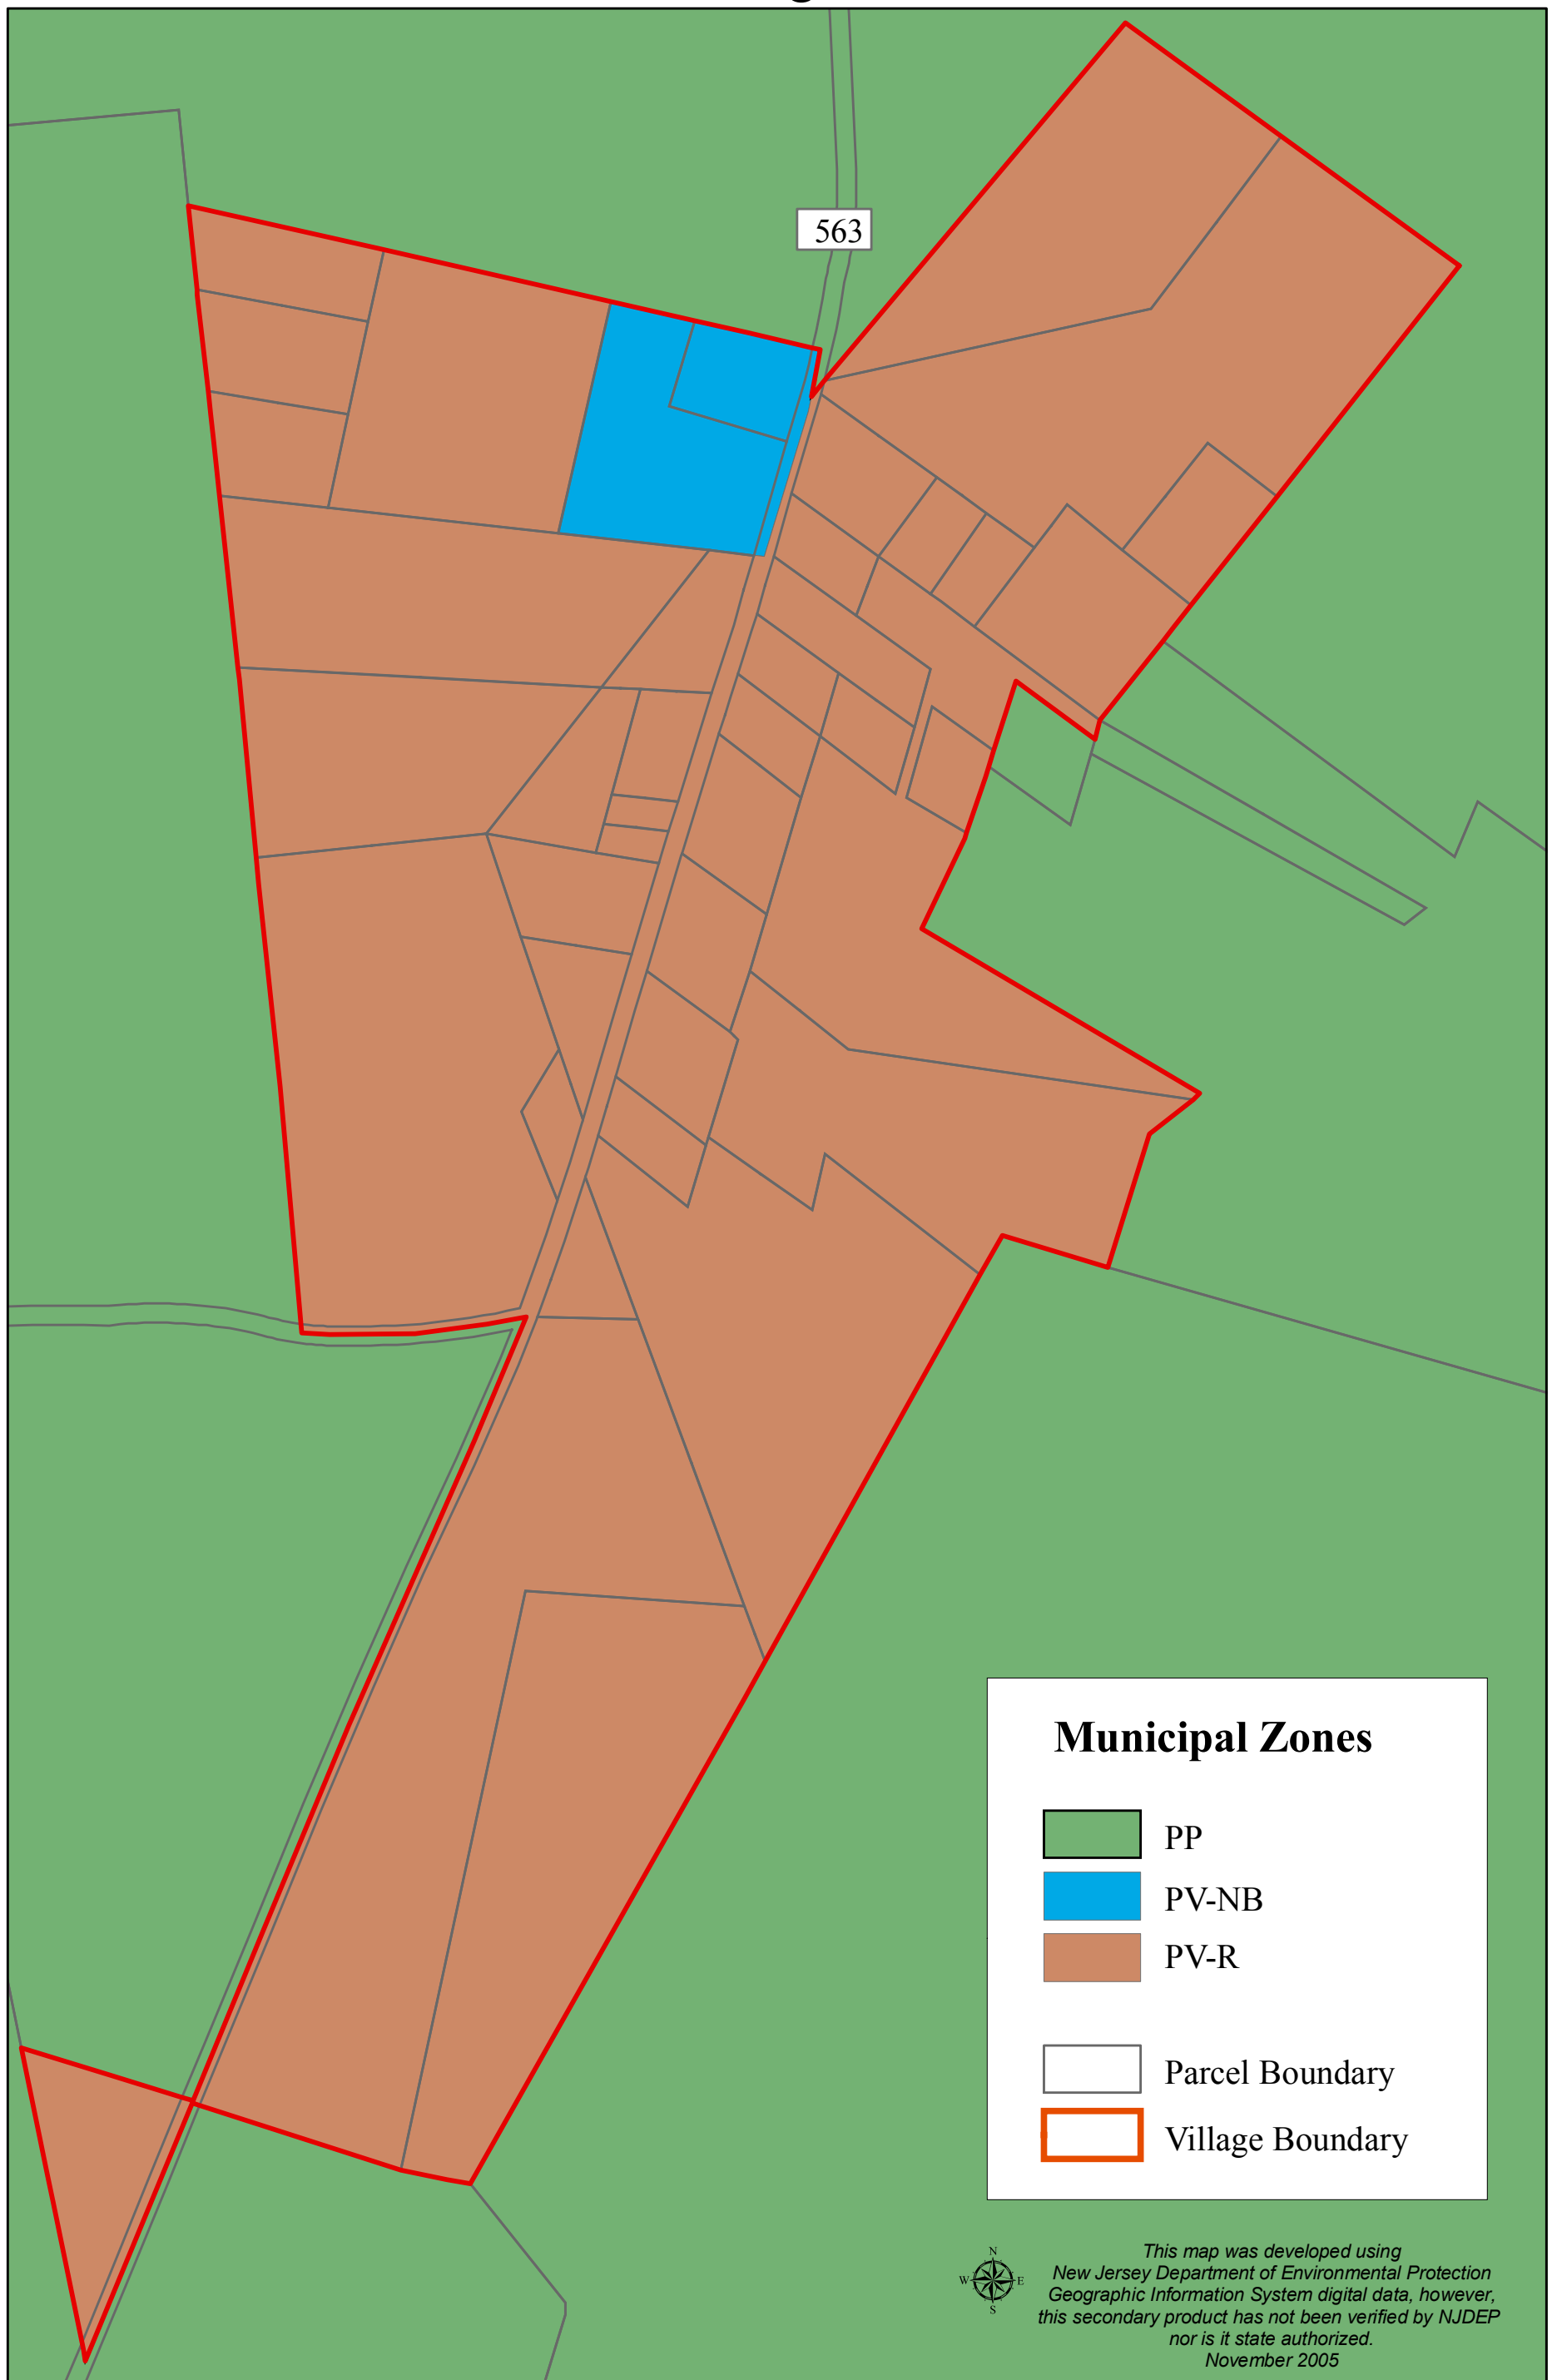 563
Municipal Zones
PP
PV-NB
PV-R
Parcel Boundary
Village Boundary
N
W E
S
This map was developed using
New Jersey Department of Environmental Protection
Geographic Information System digital data, however,
this secondary product has not been verified by NJDEP
nor is it state authorized.
November 2005